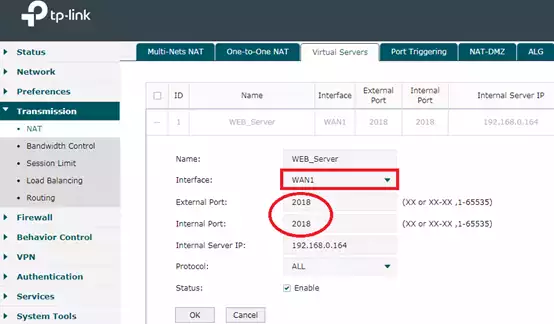 tp-link
Status
Network
Preferences
Transmission
NAT
Bandwidth Control
Session Limit
Load Balancing
Routing
Firewall
Behavior Control
VPN
Authentication
Services
System Tools
Multi-Nets NAT One-to-One NAT Virtual Servers Port Triggering NAT-DMZ ALG
ID Name Interface External Port Internal Port Internal Server IP
-- 1 WEB_Server WAN1 2018 2018 192.168.0.164
Name: WEB_Server
Interface: WAN1
External Port: 2018 (XX or XX-XX ,1-65535)
Internal Port: 2018 (XX or XX-XX ,1-65535)
Internal Server IP: 192.168.0.164
Protocol: ALL
Status: Enable
OK Cancel